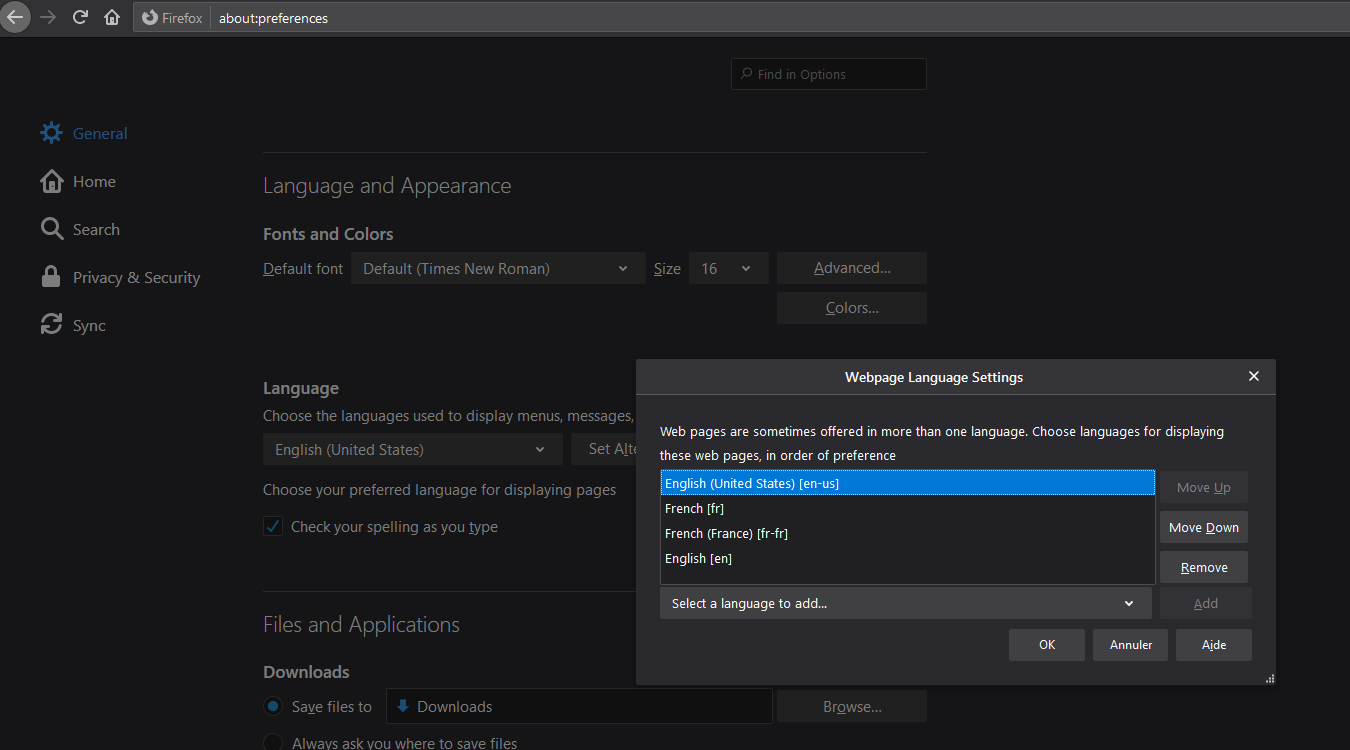 Firefox about:preferences
Find in Options
General
Home
Search
Privacy & Security
Sync
Language and Appearance
Fonts and Colors
Default font Default (Times New Roman) Size 16 Advanced...
Colors...
Language
Choose the languages used to display menus, messages,
English (United States) Set Alte
Choose your preferred language for displaying pages
Check your spelling as you type
Files and Applications
Downloads
Save files to Downloads Browse...
Always ask you where to save files
Webpage Language Settings
Web pages are sometimes offered in more than one language. Choose languages for displaying
these web pages, in order of preference
English (United States) [en-us]
French [fr]
French (France) [fr-fr]
English [en]
Move Up
Move Down
Remove
Select a language to add... Add
OK Annuler Aide